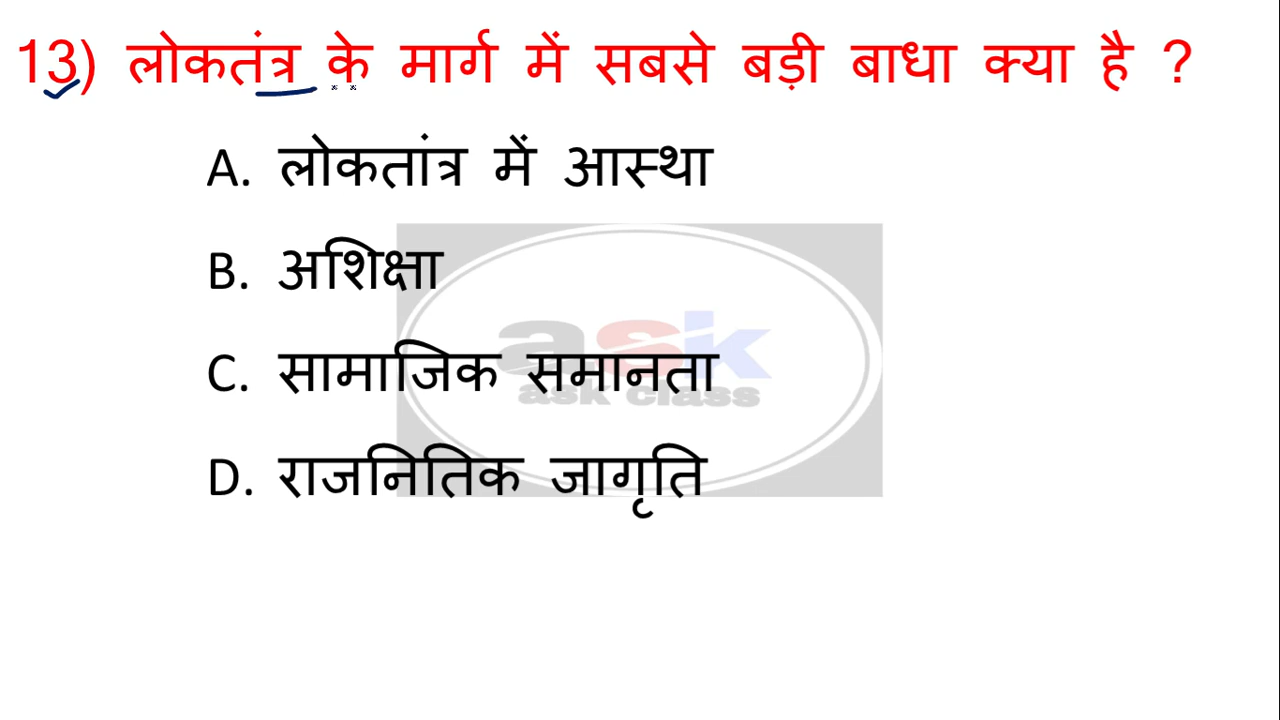 13) लोकतंत्र के मार्ग में सबसे बड़ी बाधा क्या है ?
A. लोकतांत्र में आस्था
B. अशिक्षा
ask
C. सामाजिक समानता
ask class
D. राजनितिक जागृति